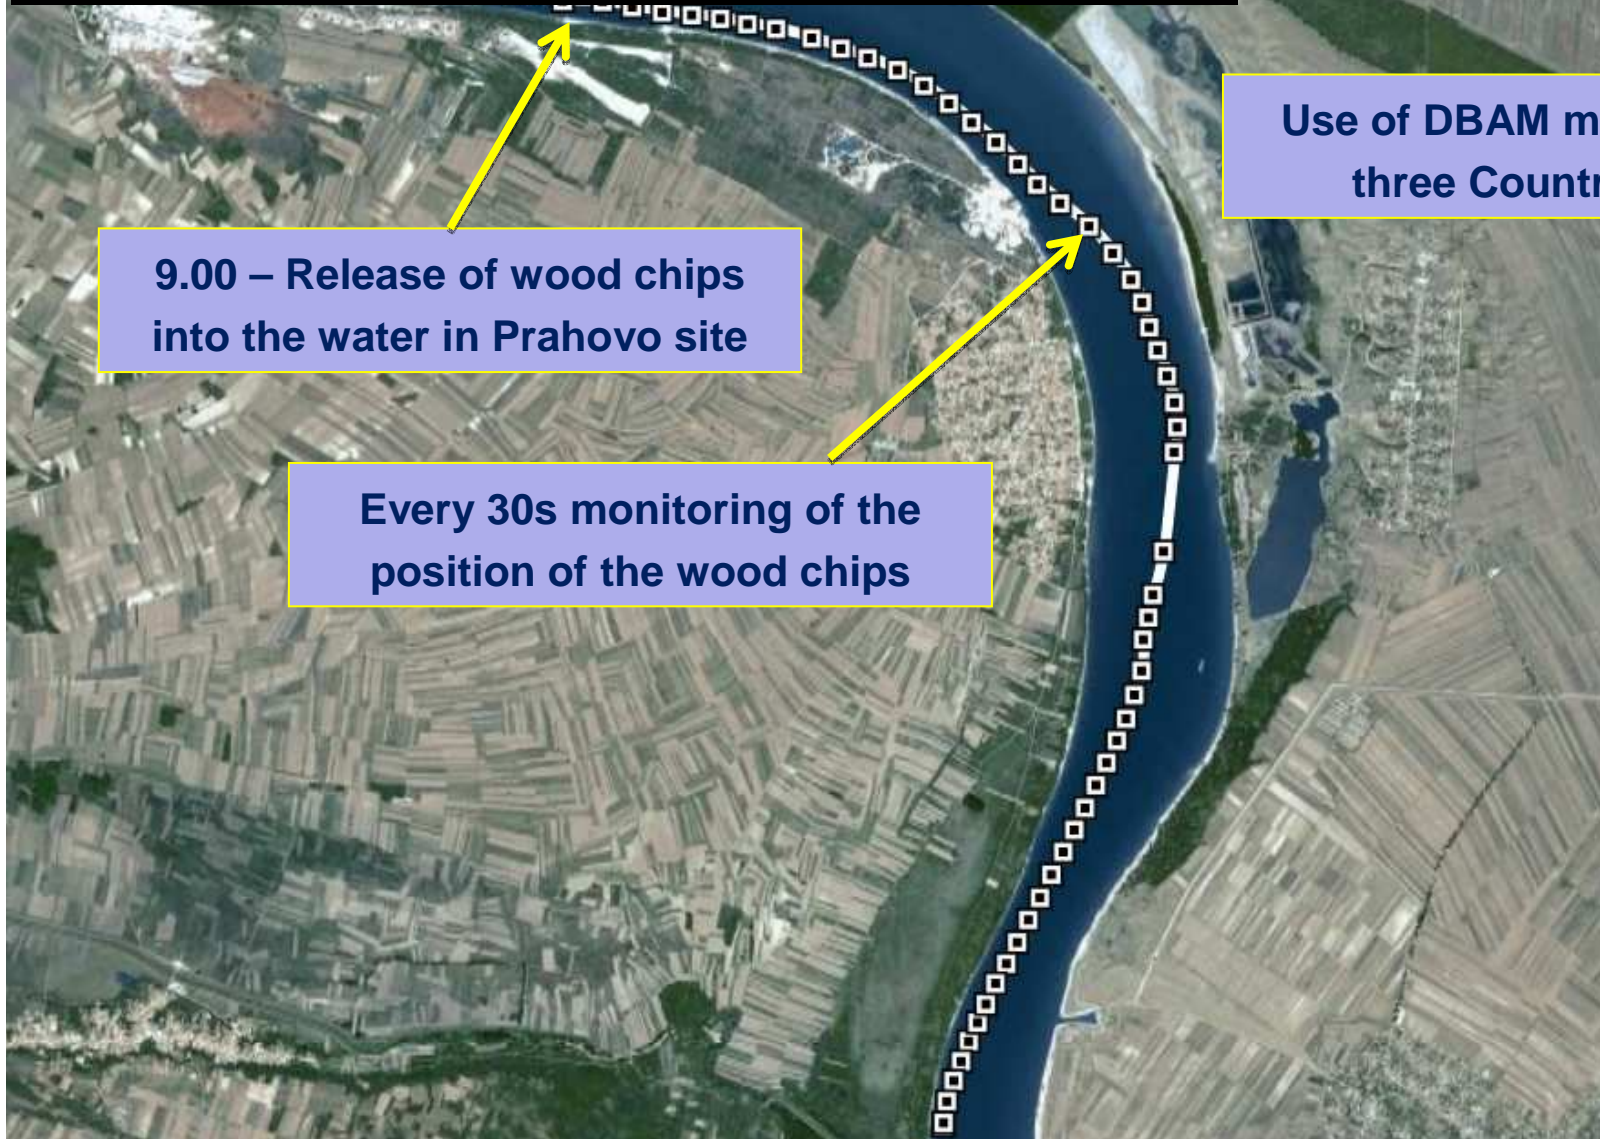 Use of DBAM
three
9.00 – Release of wood chips
into the water in Prahovo site
Every 30s monitoring of the
position of the wood chips